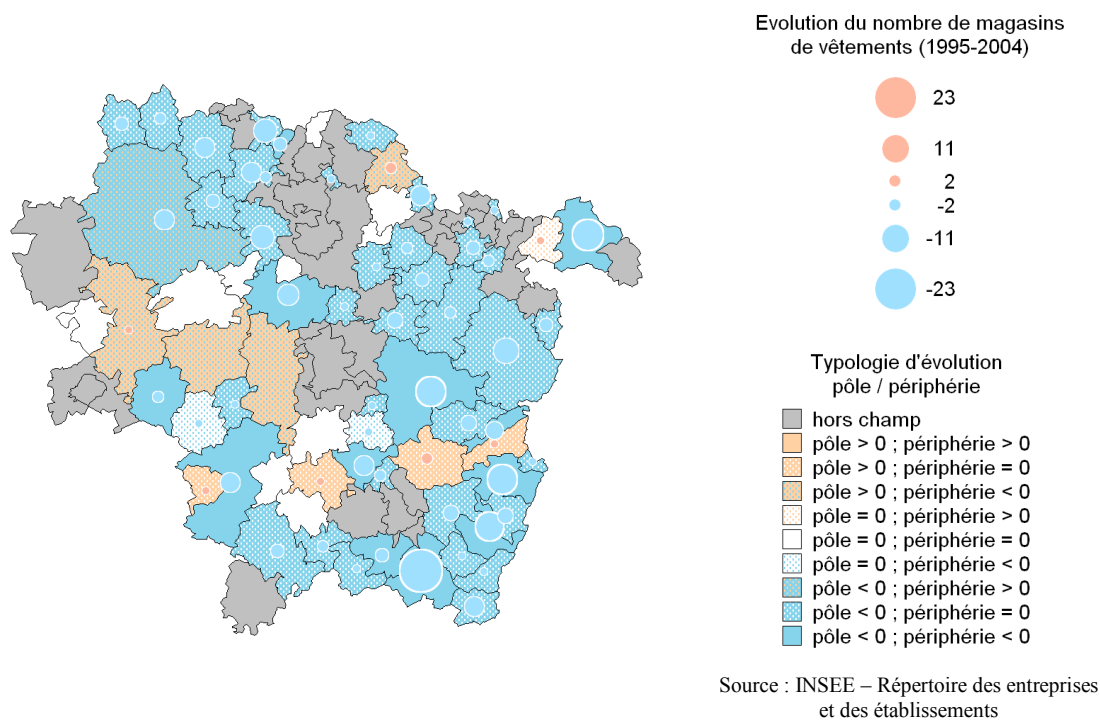 Evolution du nombre de magasins
de vêtements (1995-2004)
23
11
2
-2
-11
-23
Typologie d'évolution
pôle / périphérie
hors champ
pôle > 0 ; périphérie > 0
pôle > 0 ; périphérie = 0
pôle > 0 ; périphérie < 0
pôle = 0 ; périphérie > 0
pôle = 0 ; périphérie = 0
pôle = 0 ; périphérie < 0
pôle < 0 ; périphérie > 0
pôle < 0 ; périphérie = 0
pôle < 0 ; périphérie < 0
Source : INSEE – Répertoire des entreprises
et des établissements